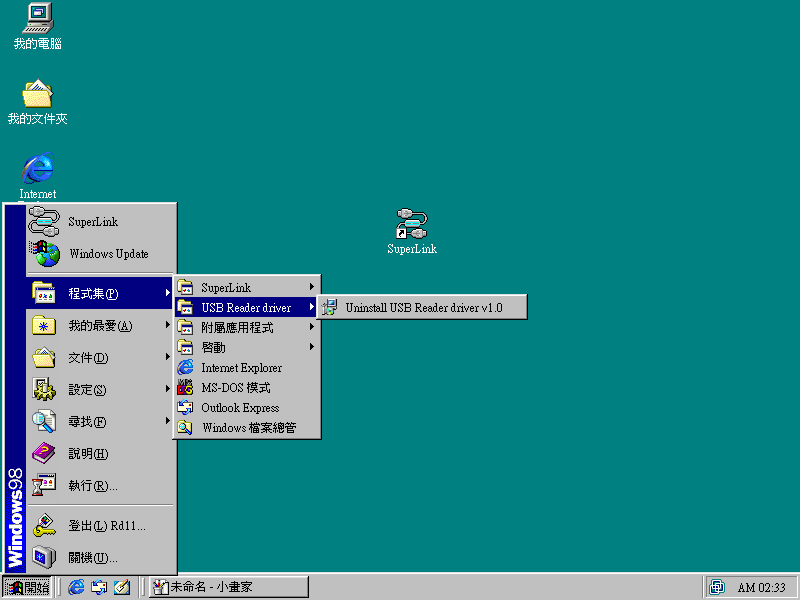 我的電腦
我的文件夾
Internet
SuperLink
SuperLink
Windows Update
程式集(P)
我的最愛(A)
文件(D)
設定(S)
尋找(F)
說明(H)
執行(R)...
登出(L) Rd11...
關機(U)...
Windows98
SuperLink
USB Reader driver
附屬應用程式
啟動
Internet Explorer
MS-DOS 模式
Outlook Express
Windows 檔案總管
Uninstall USB Reader driver v1.0
開始
未命名 - 小畫家
AM 02:33